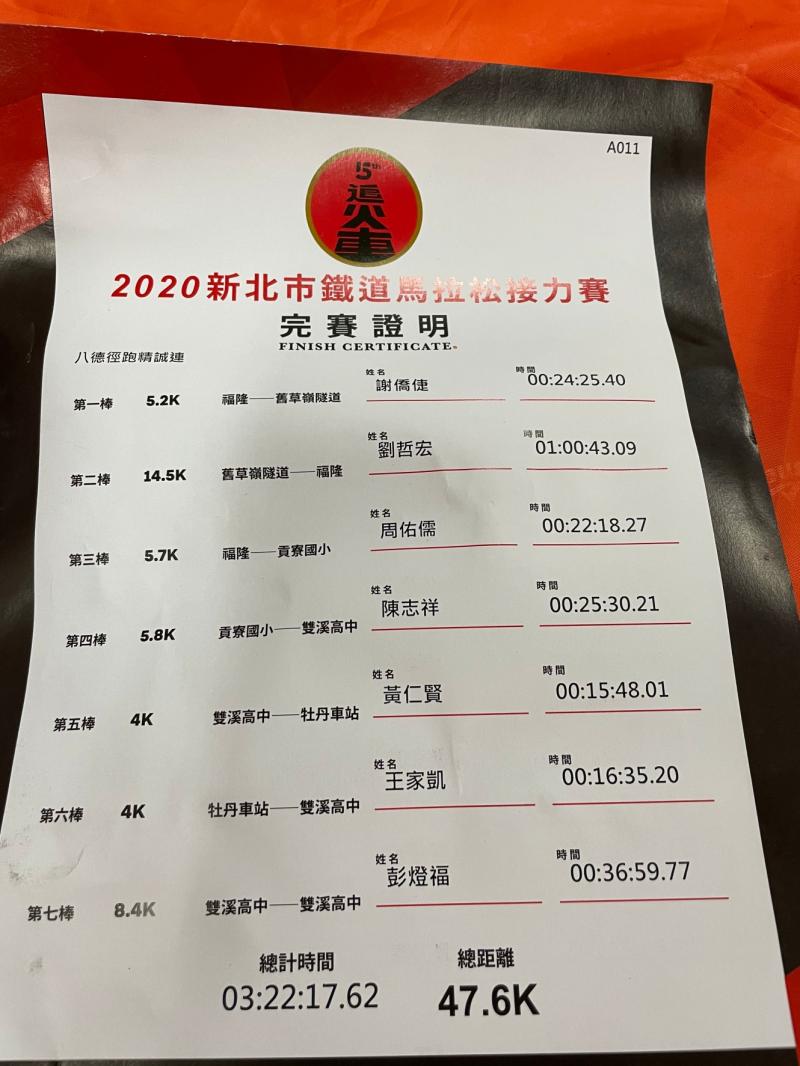 A011
15th
追火車
2020新北市鐵道馬拉松接力賽
完賽證明
FINISH CERTIFICATE.
八德徑跑精誠連
第一棒 5.2K 福隆——舊草嶺隧道 姓名 謝僑倢 時間 00:24:25.40
第二棒 14.5K 舊草嶺隧道——福隆 姓名 劉哲宏 時間 01:00:43.09
第三棒 5.7K 福隆——貢寮國小 姓名 周佑儒 時間 00:22:18.27
第四棒 5.8K 貢寮國小——雙溪高中 姓名 陳志祥 時間 00:25:30.21
第五棒 4K 雙溪高中——牡丹車站 姓名 黃仁賢 時間 00:15:48.01
第六棒 4K 牡丹車站——雙溪高中 姓名 王家凱 時間 00:16:35.20
第七棒 8.4K 雙溪高中——雙溪高中 姓名 彭燈福 時間 00:36:59.77
總計時間 總距離
03:22:17.62 47.6K